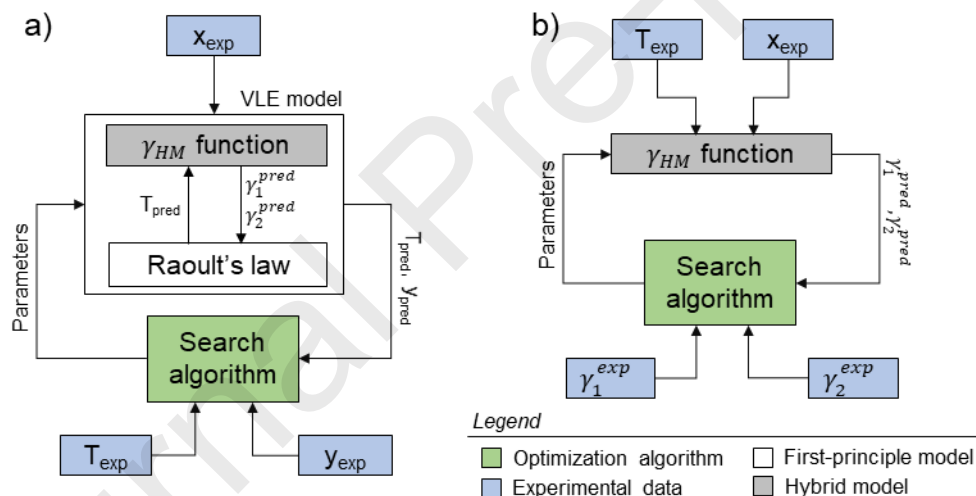 a)
x_exp
VLE model
γ_HM function
T_pred
γ_1^pred
γ_2^pred
Raoult's law
Parameters
T_pred, y_pred
Search
algorithm
T_exp
y_exp
b)
T_exp
x_exp
γ_HM function
Parameters
γ_1^pred, γ_2^pred
Search
algorithm
γ_1^exp
γ_2^exp
Legend
Optimization algorithm
First-principle model
Experimental data
Hybrid model